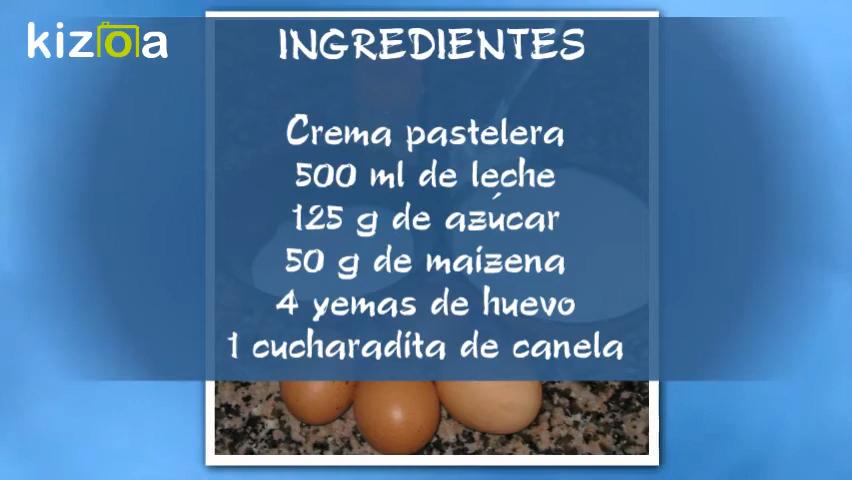 kizoa
INGREDIENTES
Crema pastelera
500 ml de leche
125 g de azúcar
50 g de maizena
4 yemas de huevo
1 cucharadita de canela